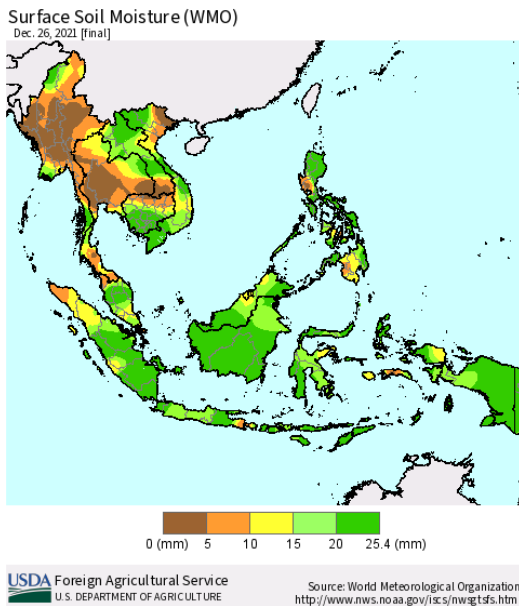 Surface Soil Moisture (WMO)
Dec. 26, 2021 [final]
0 (mm) 5 10 15 20 25.4 (mm)
USDA Foreign Agricultural Service
U.S. DEPARTMENT OF AGRICULTURE
Source: World Meteorological Organization
http://www.nws.noaa.gov/iscs/nwsgtsfs.htm